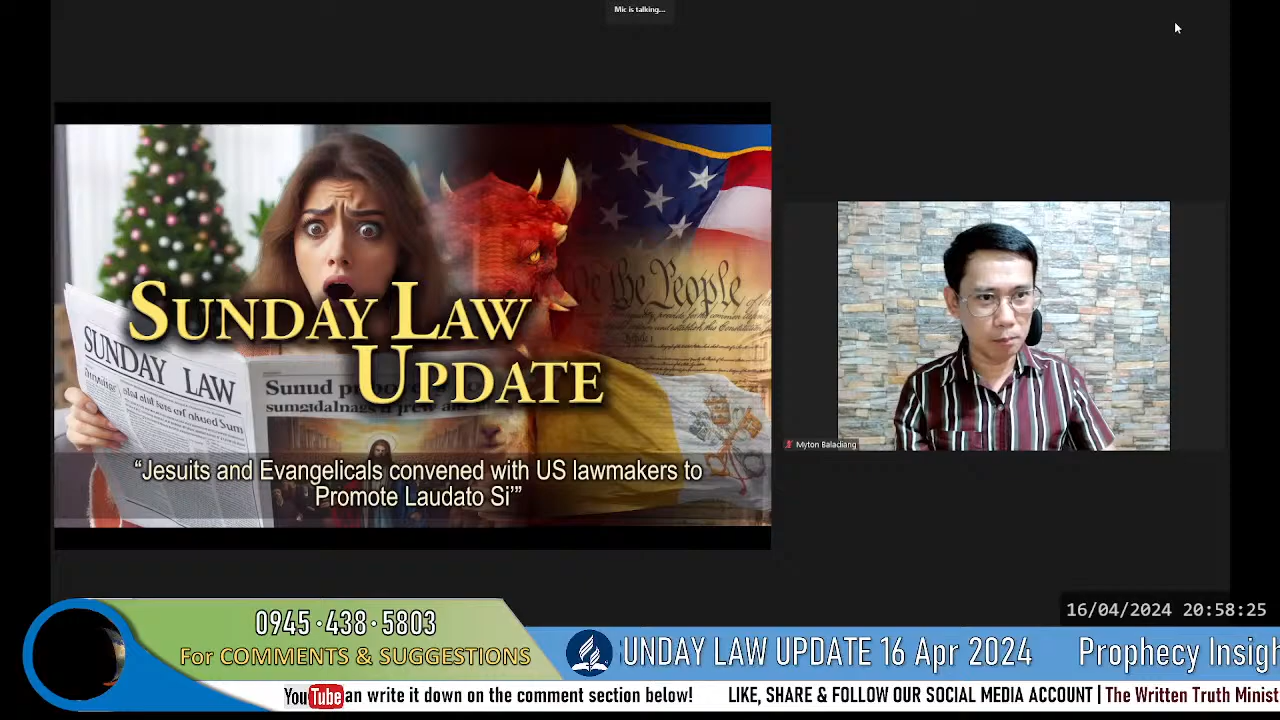 Mic is talking...
SUNDAY LAW
UPDATE
We the People
SUNDAY LAW
“Jesuits and Evangelicals convened with US lawmakers to
Promote Laudato Si’”
Myton Baladiang
16/04/2024 20:58:25
0945·438·5803
For COMMENTS & SUGGESTIONS
UNDAY LAW UPDATE 16 Apr 2024 Prophecy Insigh
YouTube an write it down on the comment section below! LIKE, SHARE & FOLLOW OUR SOCIAL MEDIA ACCOUNT | The Written Truth Minist